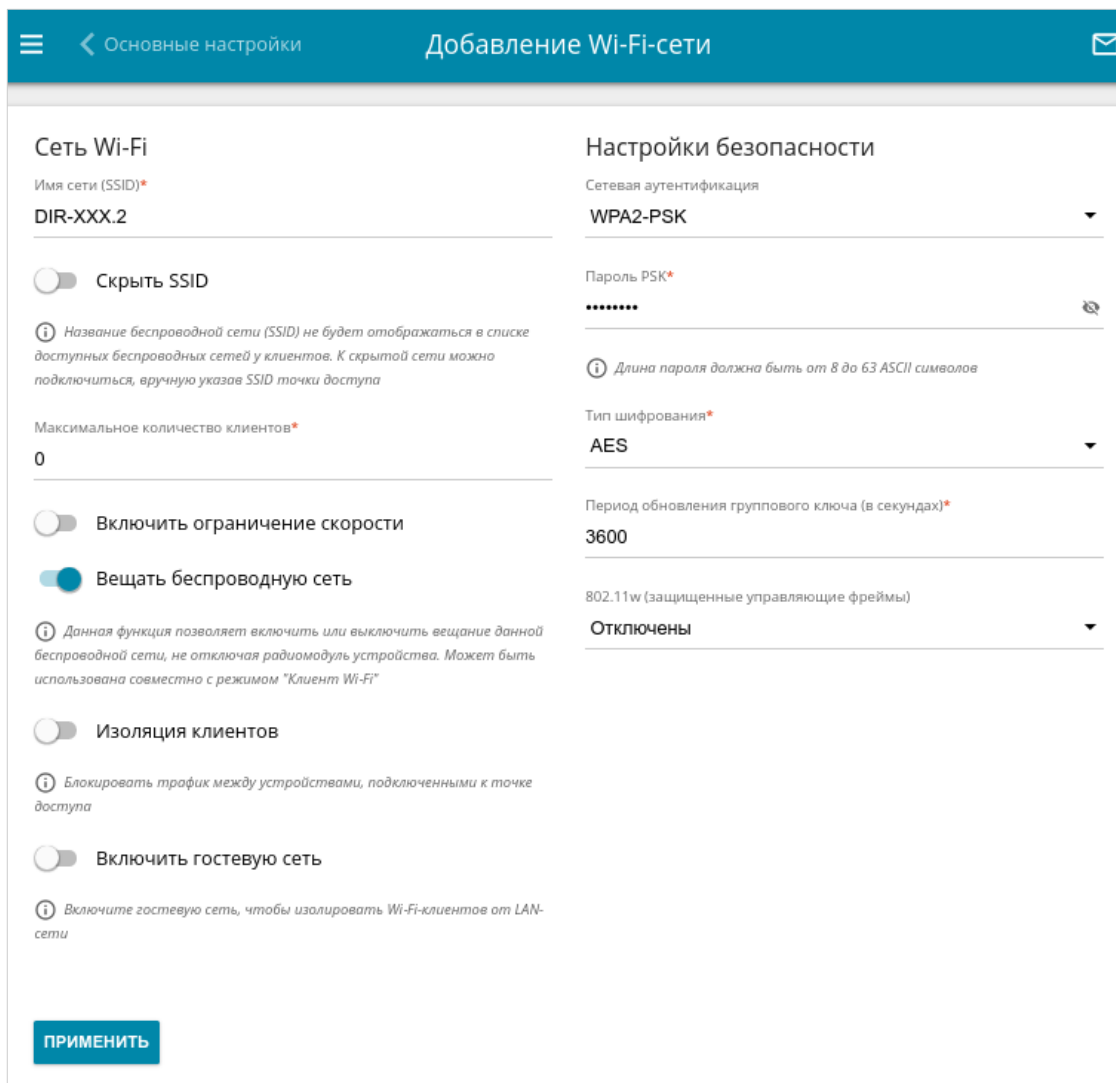 Основные настройки
Добавление Wi-Fi-сети
Сеть Wi-Fi
Имя сети (SSID)*
DIR-XXX.2
Скрыть SSID
Название беспроводной сети (SSID) не будет отображаться в списке
доступных беспроводных сетей у клиентов. К скрытой сети можно
подключиться, вручную указав SSID точки доступа
Максимальное количество клиентов*
0
Включить ограничение скорости
Вещать беспроводную сеть
Данная функция позволяет включить или выключить вещание данной
беспроводной сети, не отключая радиомодуль устройства. Может быть
использована совместно с режимом "Клиент Wi-Fi"
Изоляция клиентов
Блокировать трафик между устройствами, подключенными к точке
доступа
Включить гостевую сеть
Включите гостевую сеть, чтобы изолировать Wi-Fi-клиентов от LAN-
сети
ПРИМЕНИТЬ
Настройки безопасности
Сетевая аутентификация
WPA2-PSK
Пароль PSK*
••••••••
Длина пароля должна быть от 8 до 63 ASCII символов
Тип шифрования*
AES
Период обновления группового ключа (в секундах)*
3600
802.11w (защищенные управляющие фреймы)
Отключены